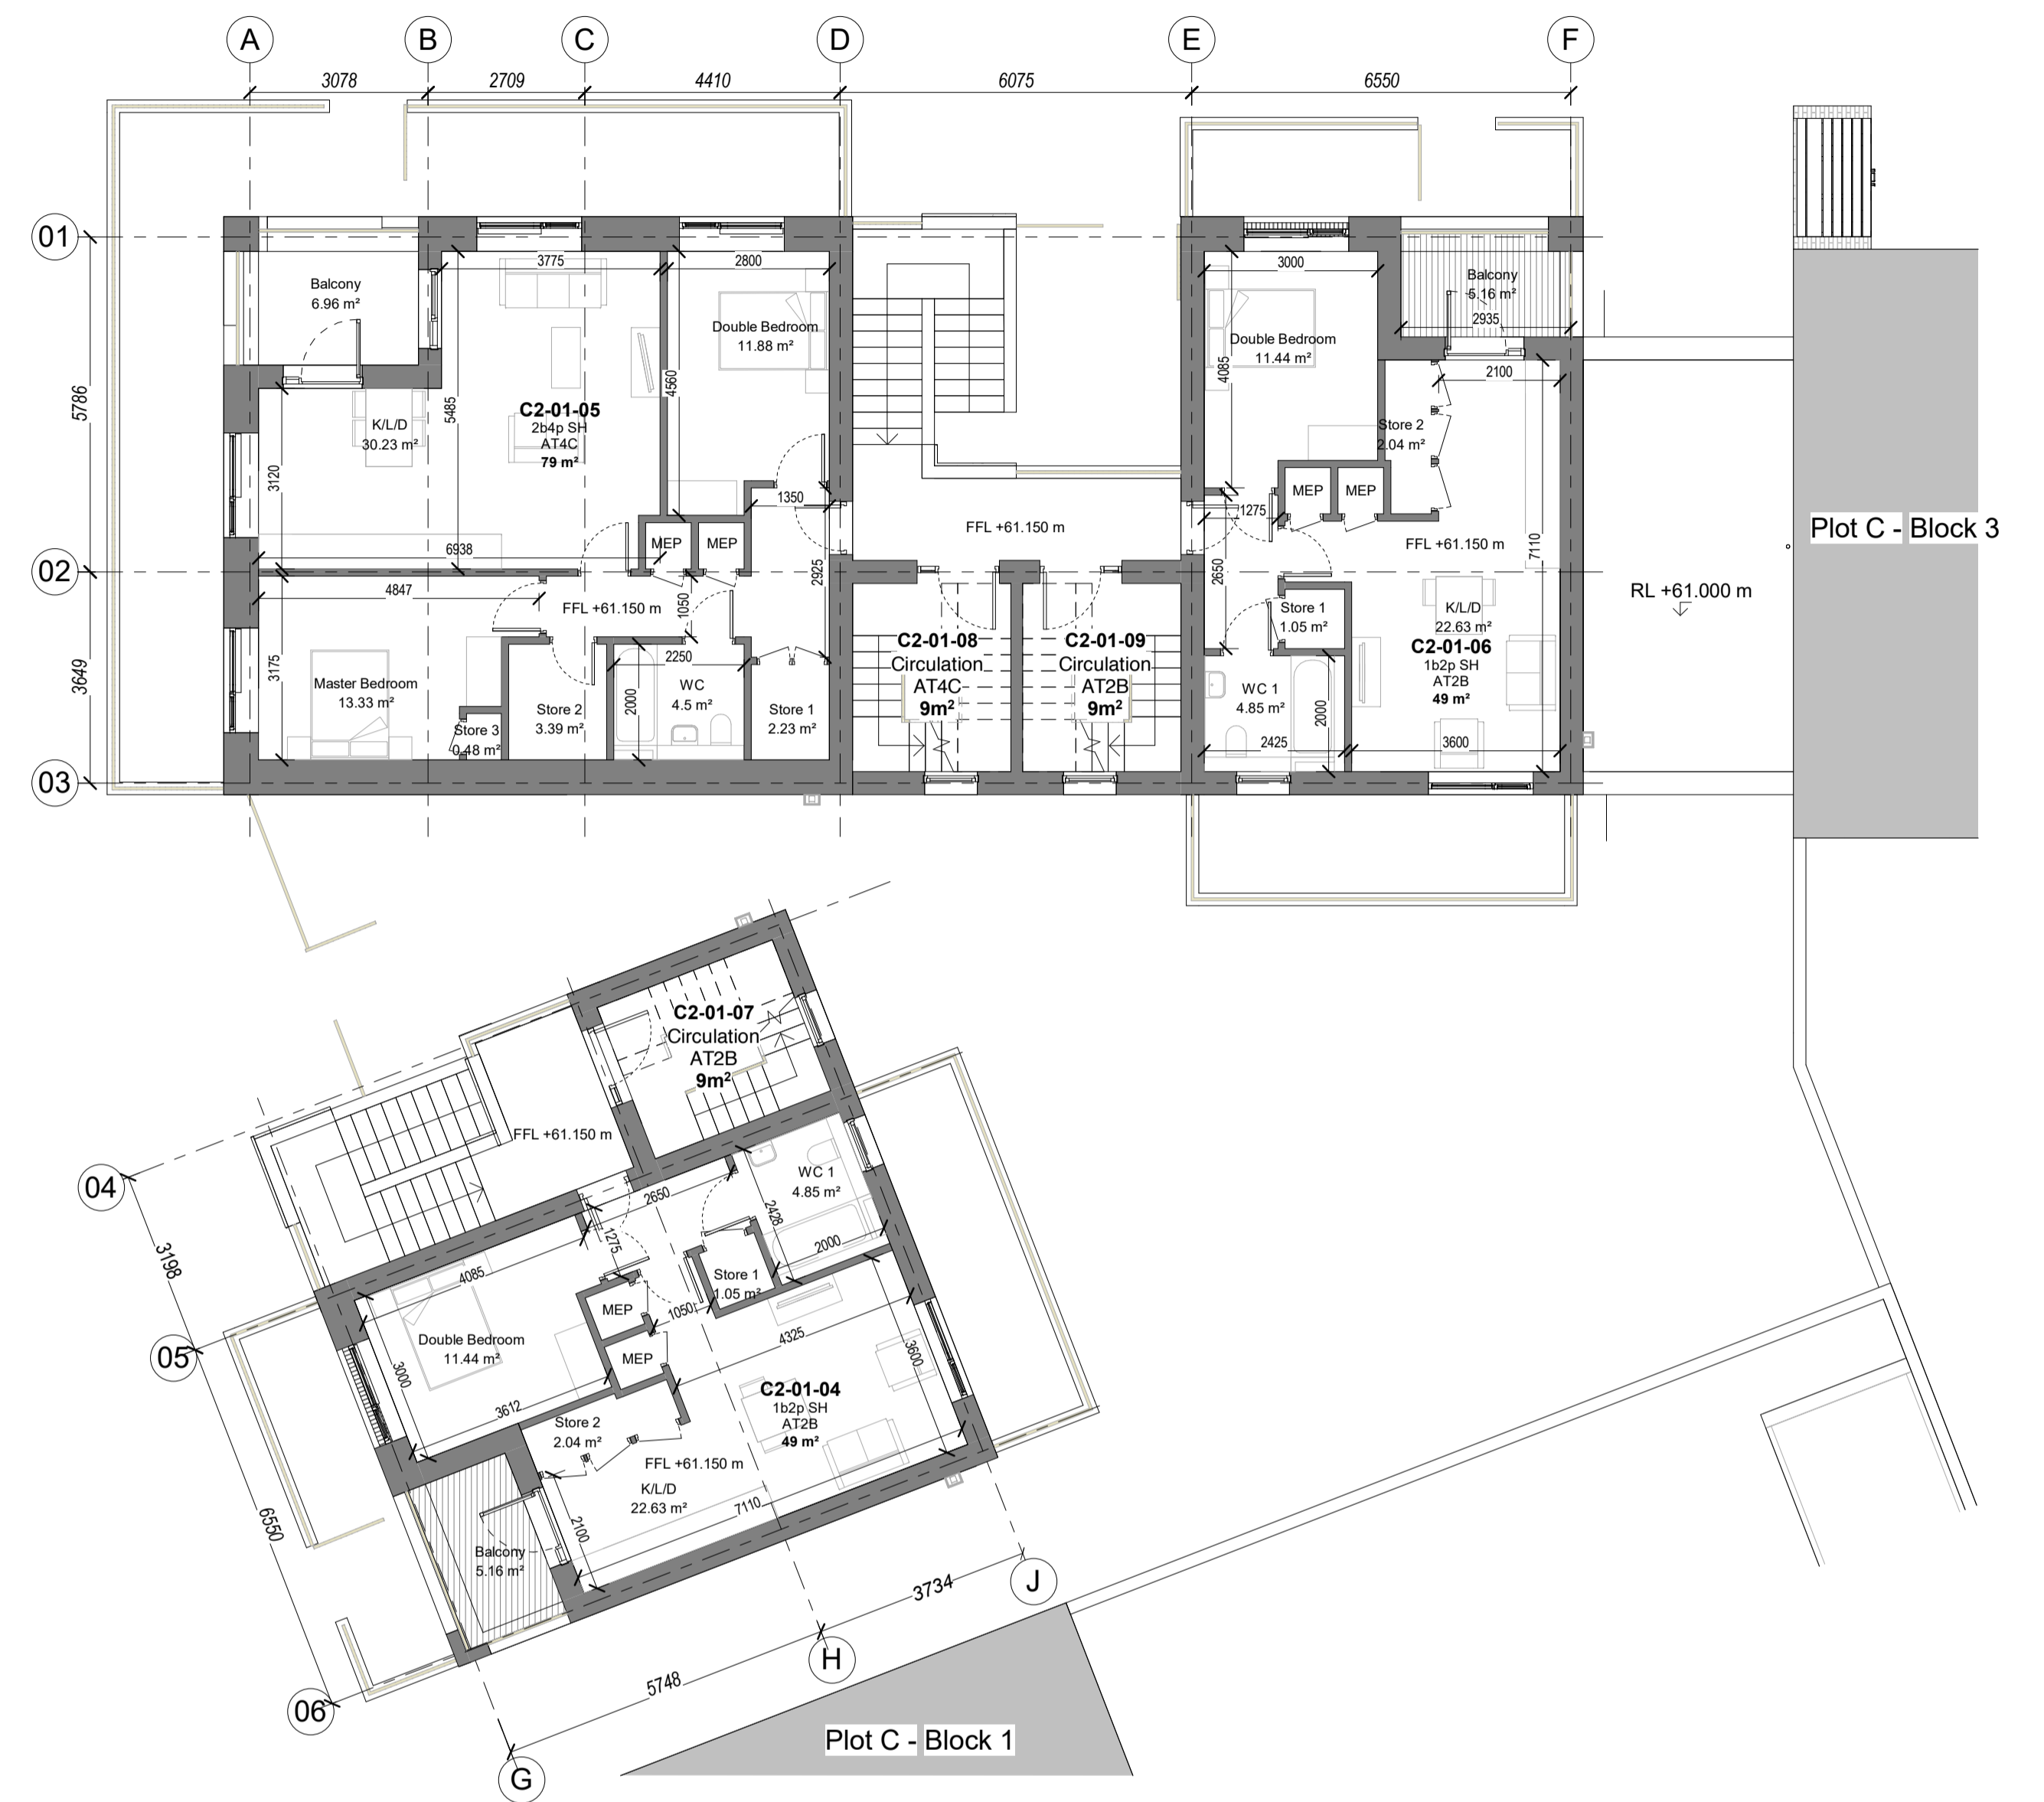 A B C D E F
3078 2709 4410 6075 6550
01
02
03
5786
3649
Balcony
6.96 m²
3775
2800
Double Bedroom
11.88 m²
K/L/D
30.23 m²
C2-01-05
2b4p SH
AT4C
79 m²
5485
4560
3120
1350
MEP
MEP
6938
2925
4847
FFL +61.150 m
1050
3175
Master Bedroom
13.33 m²
Store 3
0.48 m²
Store 2
3.39 m²
2250
2000
WC
4.5 m²
Store 1
2.23 m²
FFL +61.150 m
C2-01-08
Circulation
AT4C
9m²
C2-01-09
Circulation
AT2B
9m²
3000
Balcony
5.16 m²
2935
Double Bedroom
11.44 m²
4085
2100
Store 2
2.04 m²
MEP
MEP
1275
FFL +61.150 m
7110
2650
Store 1
1.05 m²
K/L/D
22.63 m²
C2-01-06
1b2p SH
AT2B
49 m²
WC 1
4.85 m²
2000
2425
3600
Plot C - Block 3
RL +61.000 m
C2-01-07
Circulation
AT2B
9m²
FFL +61.150 m
04
05
06
3198
6550
2650
WC 1
4.85 m²
2428
2000
1275
4085
Store 1
1.05 m²
MEP
1050
MEP
Double Bedroom
11.44 m²
3000
3612
4325
3600
C2-01-04
1b2p SH
AT2B
49 m²
Store 2
2.04 m²
FFL +61.150 m
K/L/D
22.63 m²
7110
2100
Balcony
5.16 m²
3734
5748
J
H
G
Plot C - Block 1